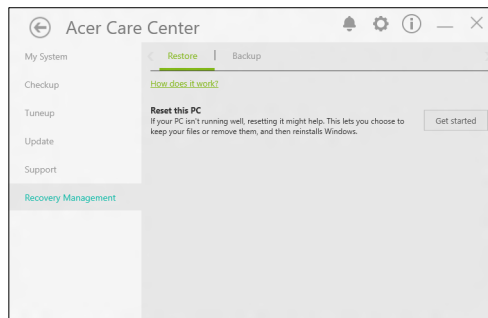 Acer Care Center
My System
Restore
Backup
Checkup
How does it work?
Tuneup
Reset this PC
If your PC isn't running well, resetting it might help. This lets you choose to
keep your files or remove them, and then reinstalls Windows.
Get started
Update
Support
Recovery Management